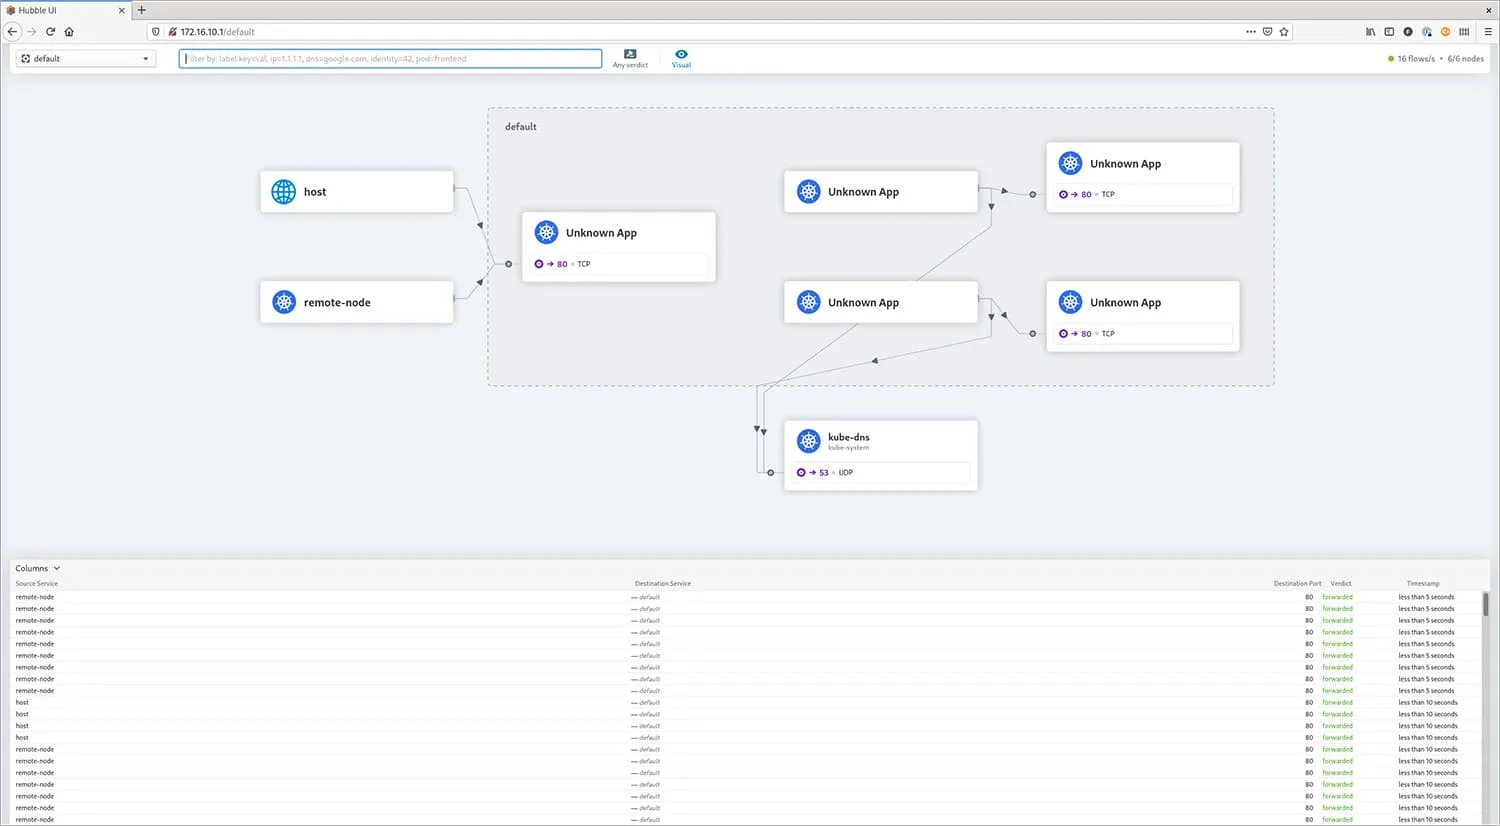 Hubble UI
172.16.10.1/default
default
Filter by: label key=val, ip=1.1.1.1, dns=google.com, identity=42, pod=frontend
Any verdict
Visual
16 flows/s • 6/6 nodes
default
host
remote-node
Unknown App
80 TCP
Unknown App
Unknown App
80 TCP
Unknown App
Unknown App
80 TCP
kube-dns
kube-system
53 UDP
Columns
Source Service Destination Service Destination Port Verdict Timestamp
remote-node — default 80 forwarded less than 5 seconds
remote-node — default 80 forwarded less than 5 seconds
remote-node — default 80 forwarded less than 5 seconds
remote-node — default 80 forwarded less than 5 seconds
remote-node — default 80 forwarded less than 5 seconds
remote-node — default 80 forwarded less than 5 seconds
remote-node — default 80 forwarded less than 5 seconds
remote-node — default 80 forwarded less than 5 seconds
remote-node — default 80 forwarded less than 5 seconds
host — default 80 forwarded less than 10 seconds
host — default 80 forwarded less than 10 seconds
host — default 80 forwarded less than 10 seconds
host — default 80 forwarded less than 10 seconds
remote-node — default 80 forwarded less than 10 seconds
remote-node — default 80 forwarded less than 10 seconds
remote-node — default 80 forwarded less than 10 seconds
remote-node — default 80 forwarded less than 10 seconds
remote-node — default 80 forwarded less than 10 seconds
remote-node — default 80 forwarded less than 10 seconds
remote-node — default 80 forwarded less than 10 seconds